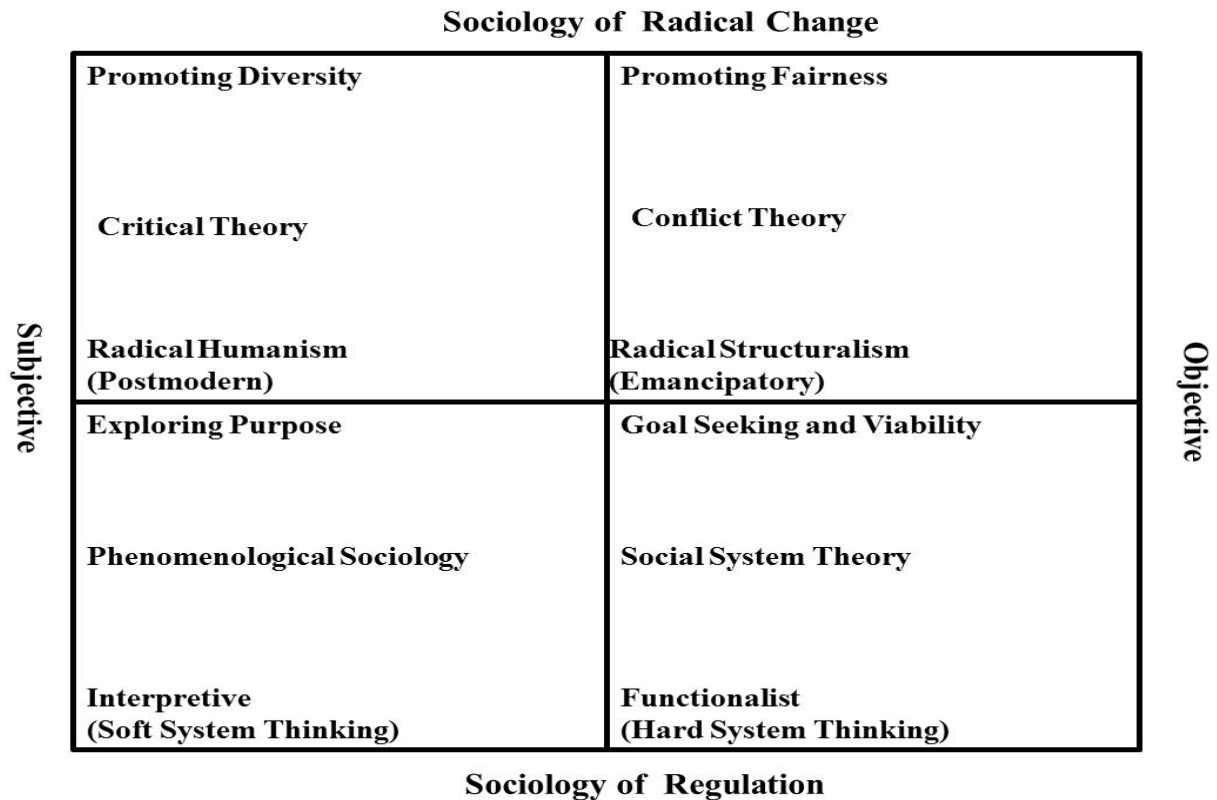 Sociology of Radical Change
Promoting Diversity
Promoting Fairness
Critical Theory
Conflict Theory
Subjective
Objective
Radical Humanism
(Postmodern)
Radical Structuralism
(Emancipatory)
Exploring Purpose
Goal Seeking and Viability
Phenomenological Sociology
Social System Theory
Interpretive
(Soft System Thinking)
Functionalist
(Hard System Thinking)
Sociology of Regulation